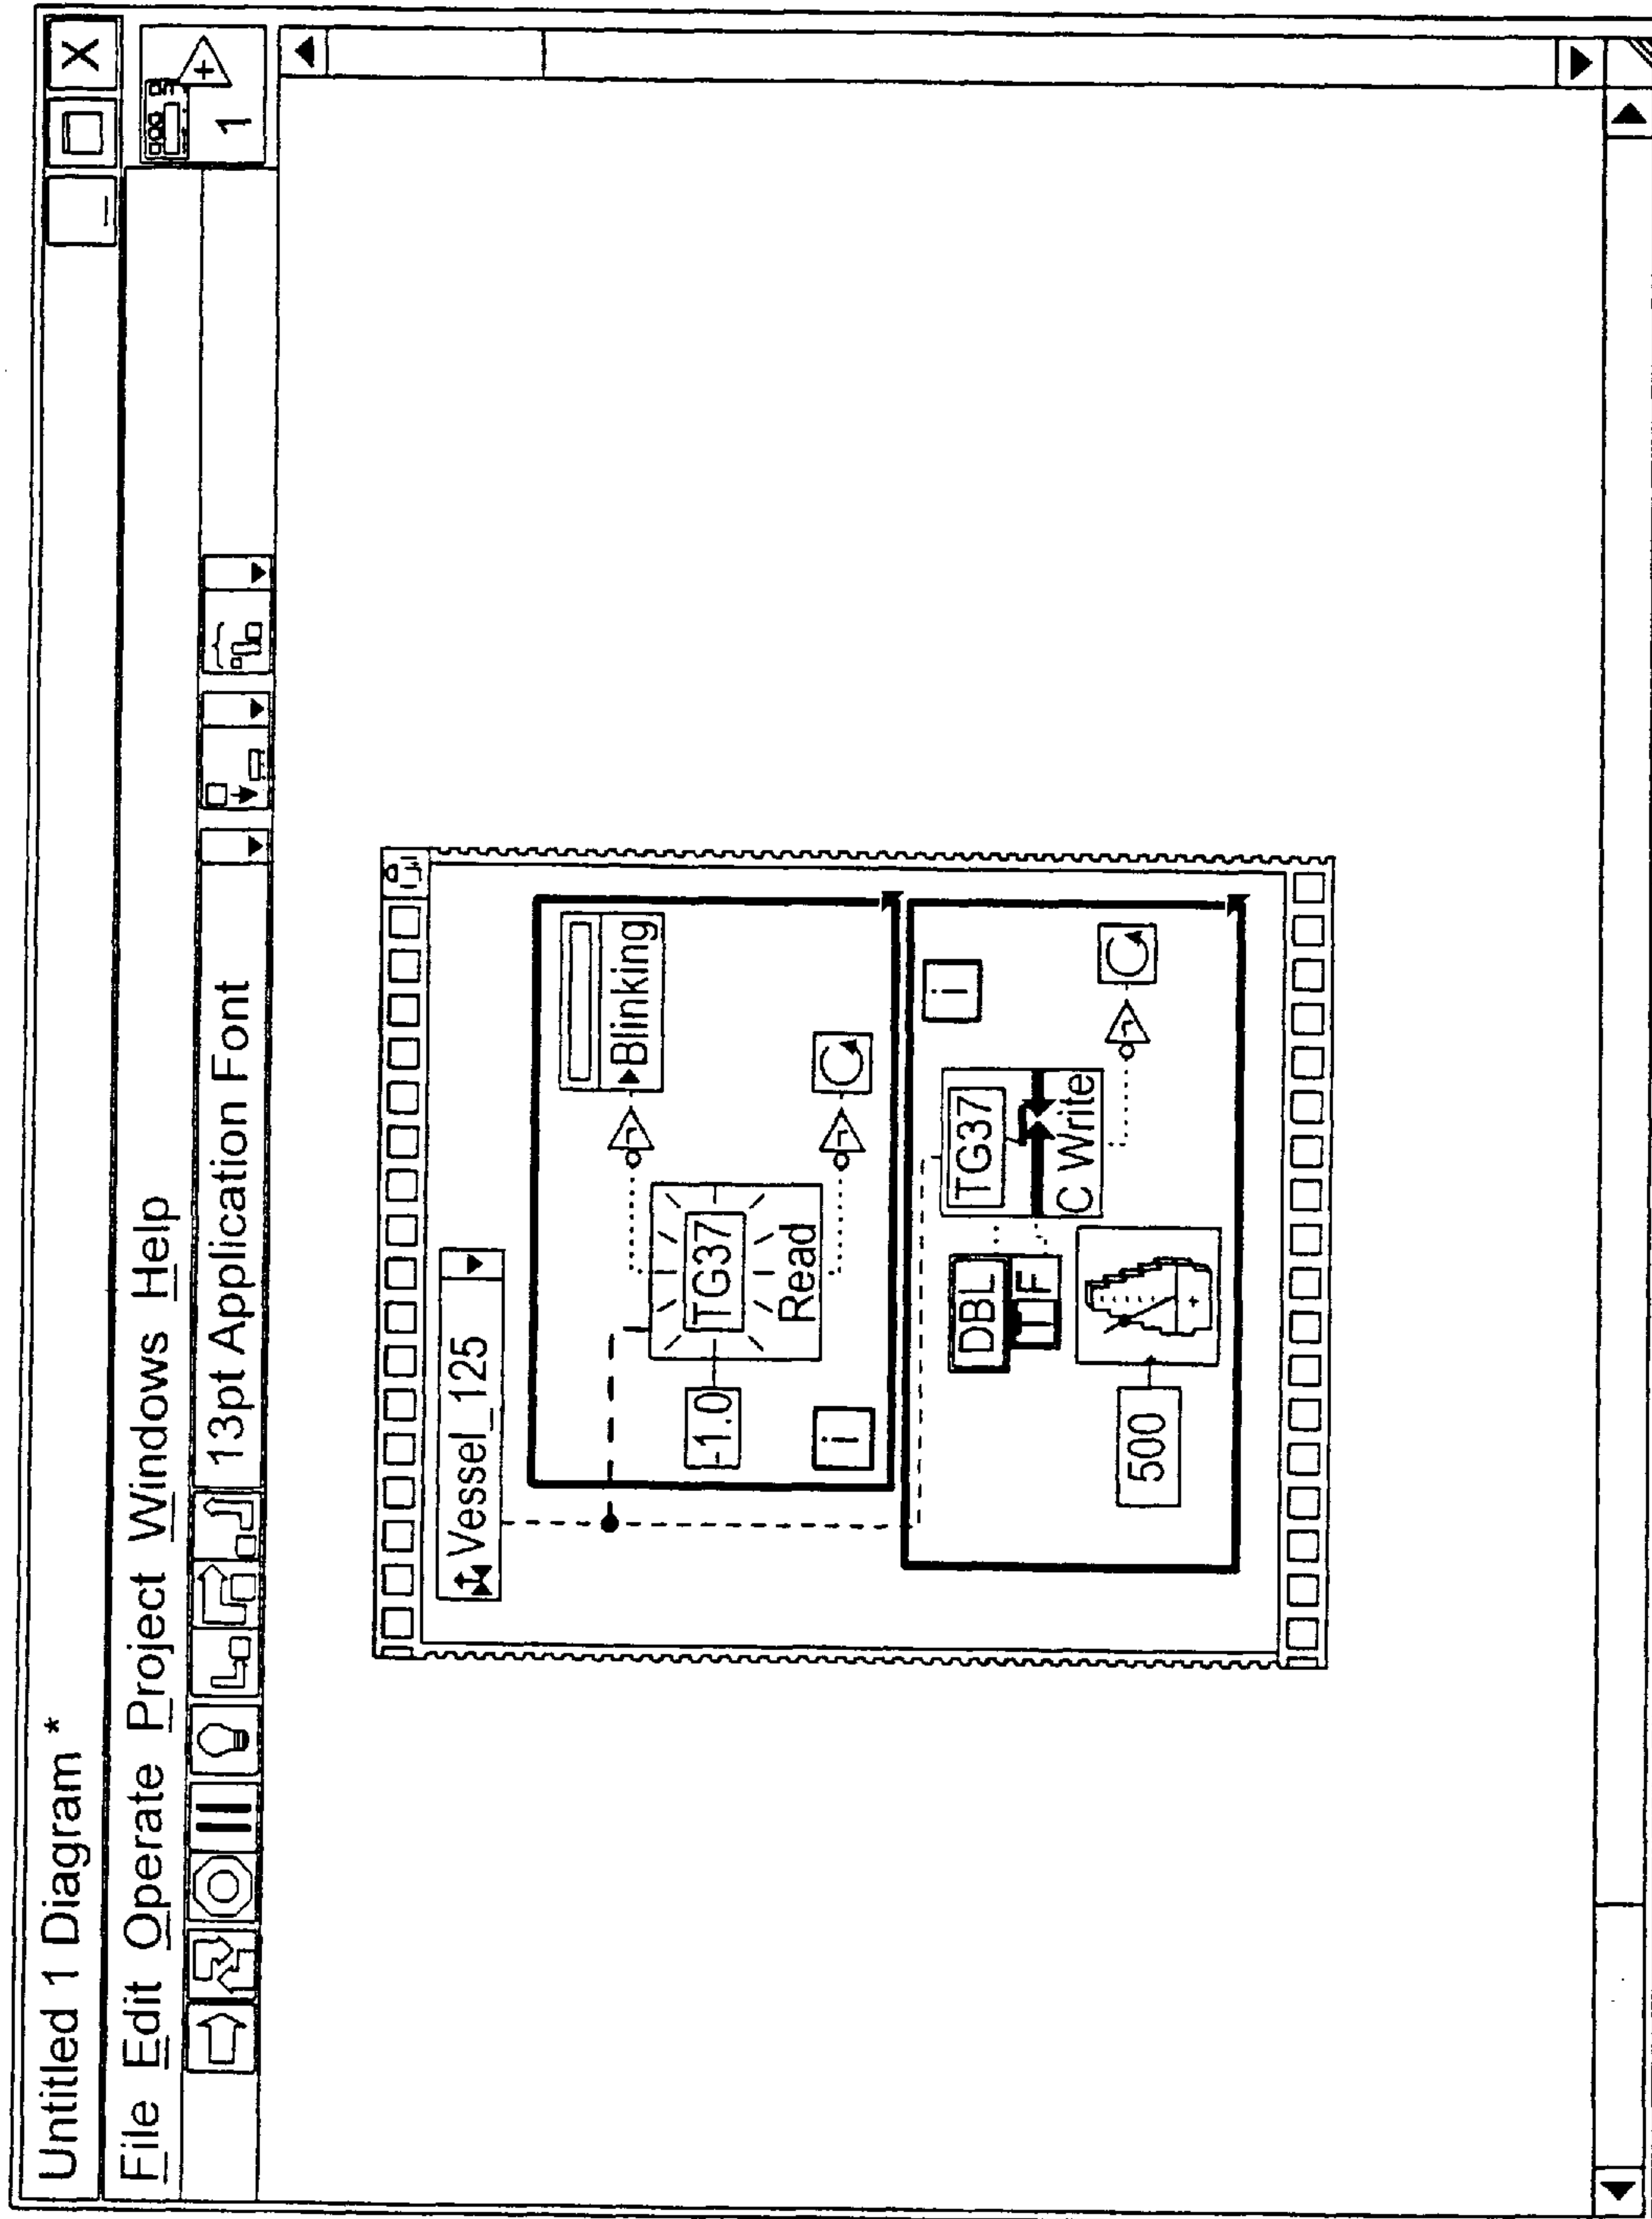 Untitled 1 Diagram *
File Edit Operate Project Windows Help
13pt Application Font
1
Vessel_125
-1.0
TG37
Read
Blinking
i
DBL
TF
TG37
C Write
i
500